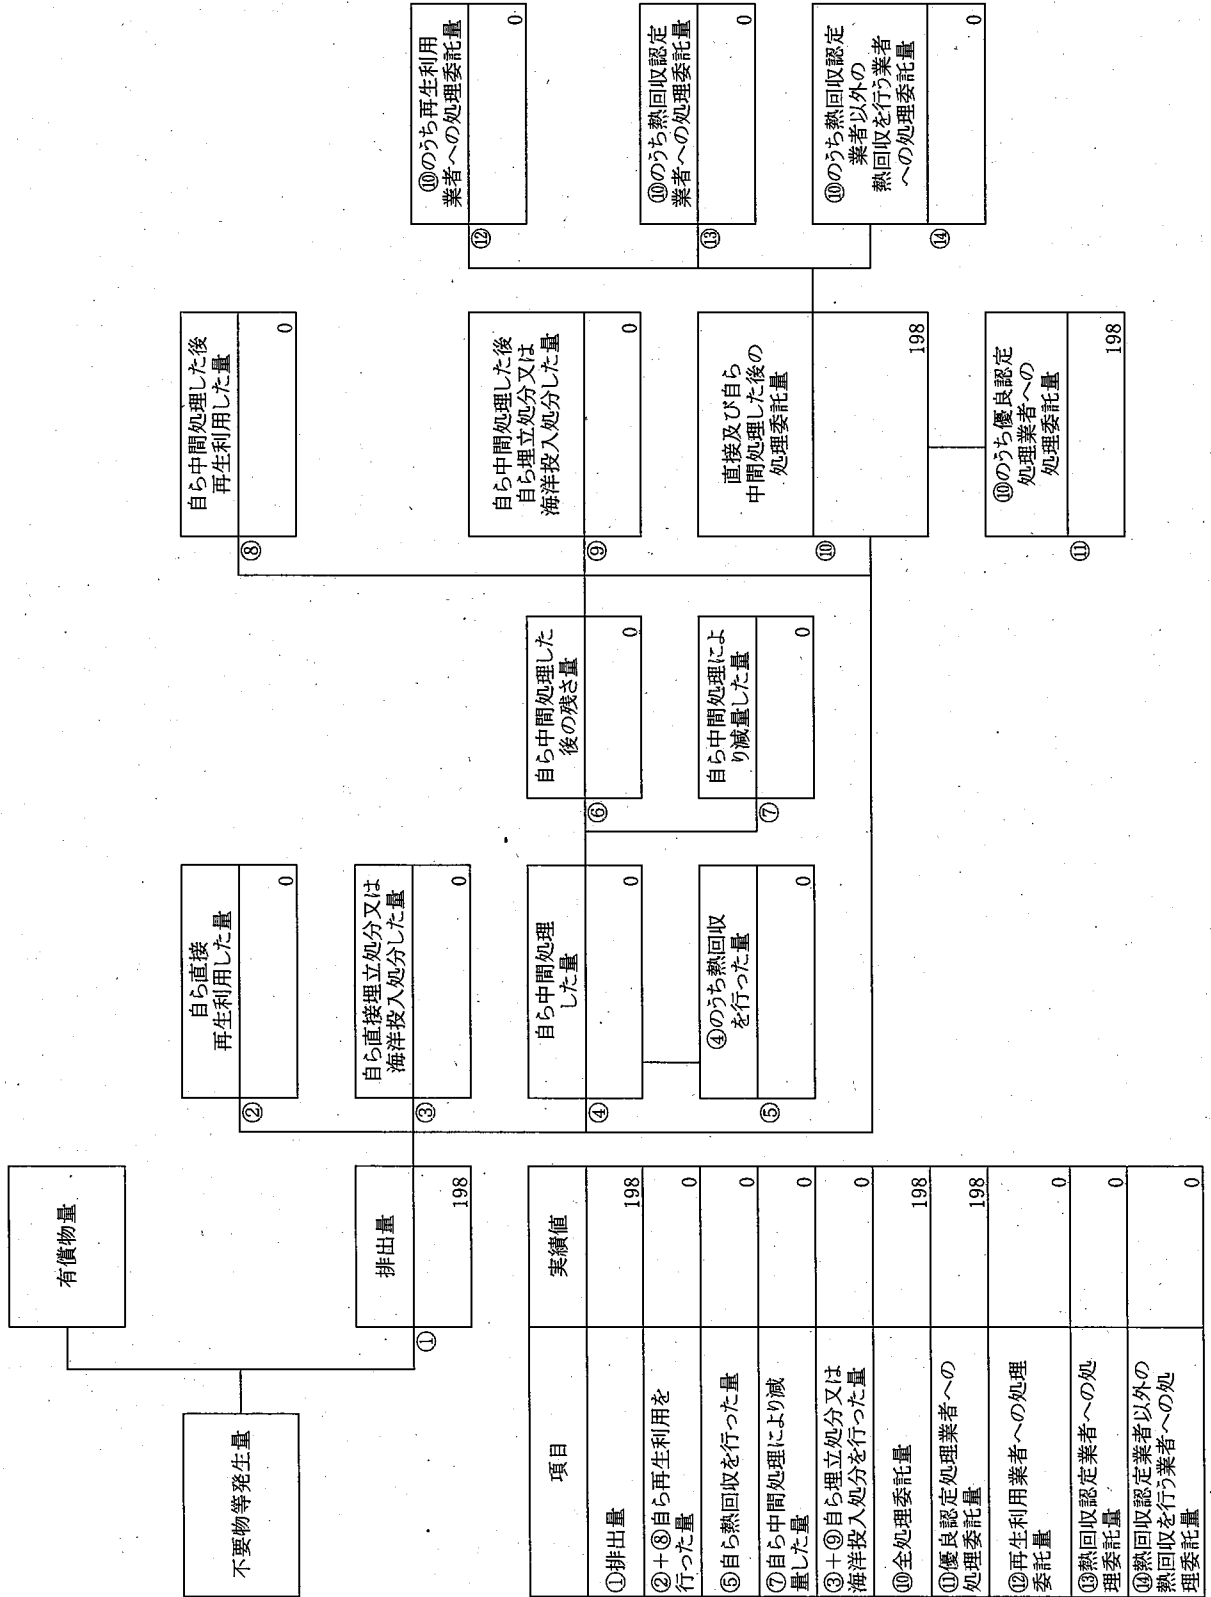 不要物等発生量
有償物量
排出量
①
198
②
自ら直接
再生利用した量
0
③
自ら直接埋立処分又は
海洋投入処分した量
0
④
自ら中間処理
した量
0
⑤
④のうち熱回収
を行った量
0
⑥
自ら中間処理した
後の残さ量
0
⑦
自ら中間処理によ
り減量した量
0
⑧
自ら中間処理した後
再生利用した量
0
⑨
自ら中間処理した後
自ら埋立処分又は
海洋投入処分した量
0
⑩
直接及び自ら
中間処理した後の
処理委託量
198
⑪
⑩のうち優良認定
処理業者への
処理委託量
198
⑫
⑩のうち再生利用
業者への処理委託量
0
⑬
⑩のうち熱回収認定
業者への処理委託量
0
⑭
⑩のうち熱回収認定
業者以外の
熱回収を行う業者
への処理委託量
0
項目 実績値
①排出量 198
②+⑧自ら再生利用を
行った量 0
⑤自ら熱回収を行った量 0
⑦自ら中間処理により減
量した量 0
③+⑨自ら埋立処分又は
海洋投入処分を行った量 0
⑩全処理委託量 198
⑪優良認定処理業者への
処理委託量 198
⑫再生利用業者への処理
委託量 0
⑬熱回収認定業者への処
理委託量 0
⑭熱回収認定業者以外の
熱回収を行う業者への処
理委託量 0